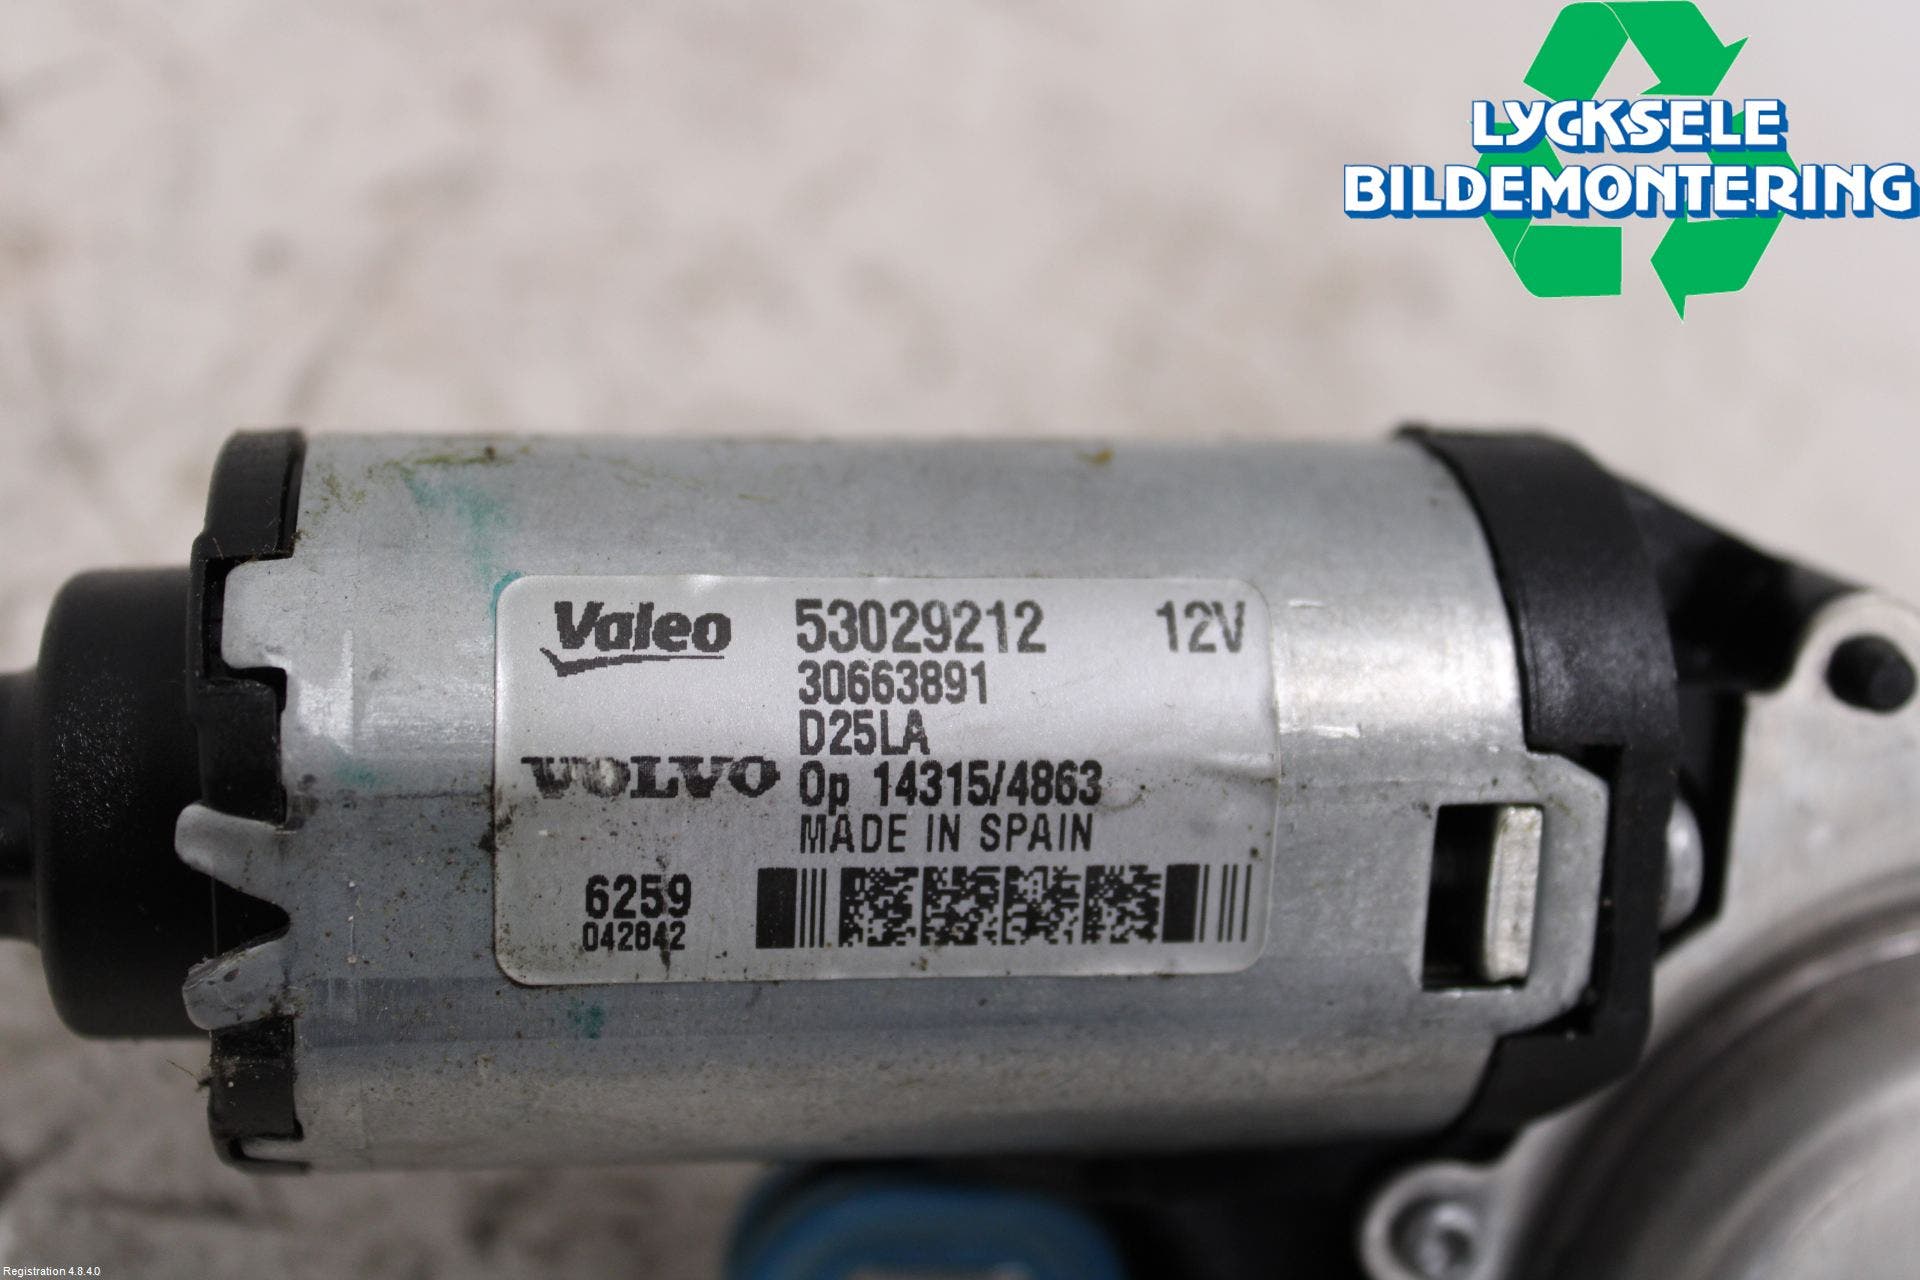 LYCKSELE
BILDEMONTERING
Valeo 53029212 12V
30663891
D25LA
VOLVO Op 14315/4863
MADE IN SPAIN
6259
042842
Registration 4.8.4.0